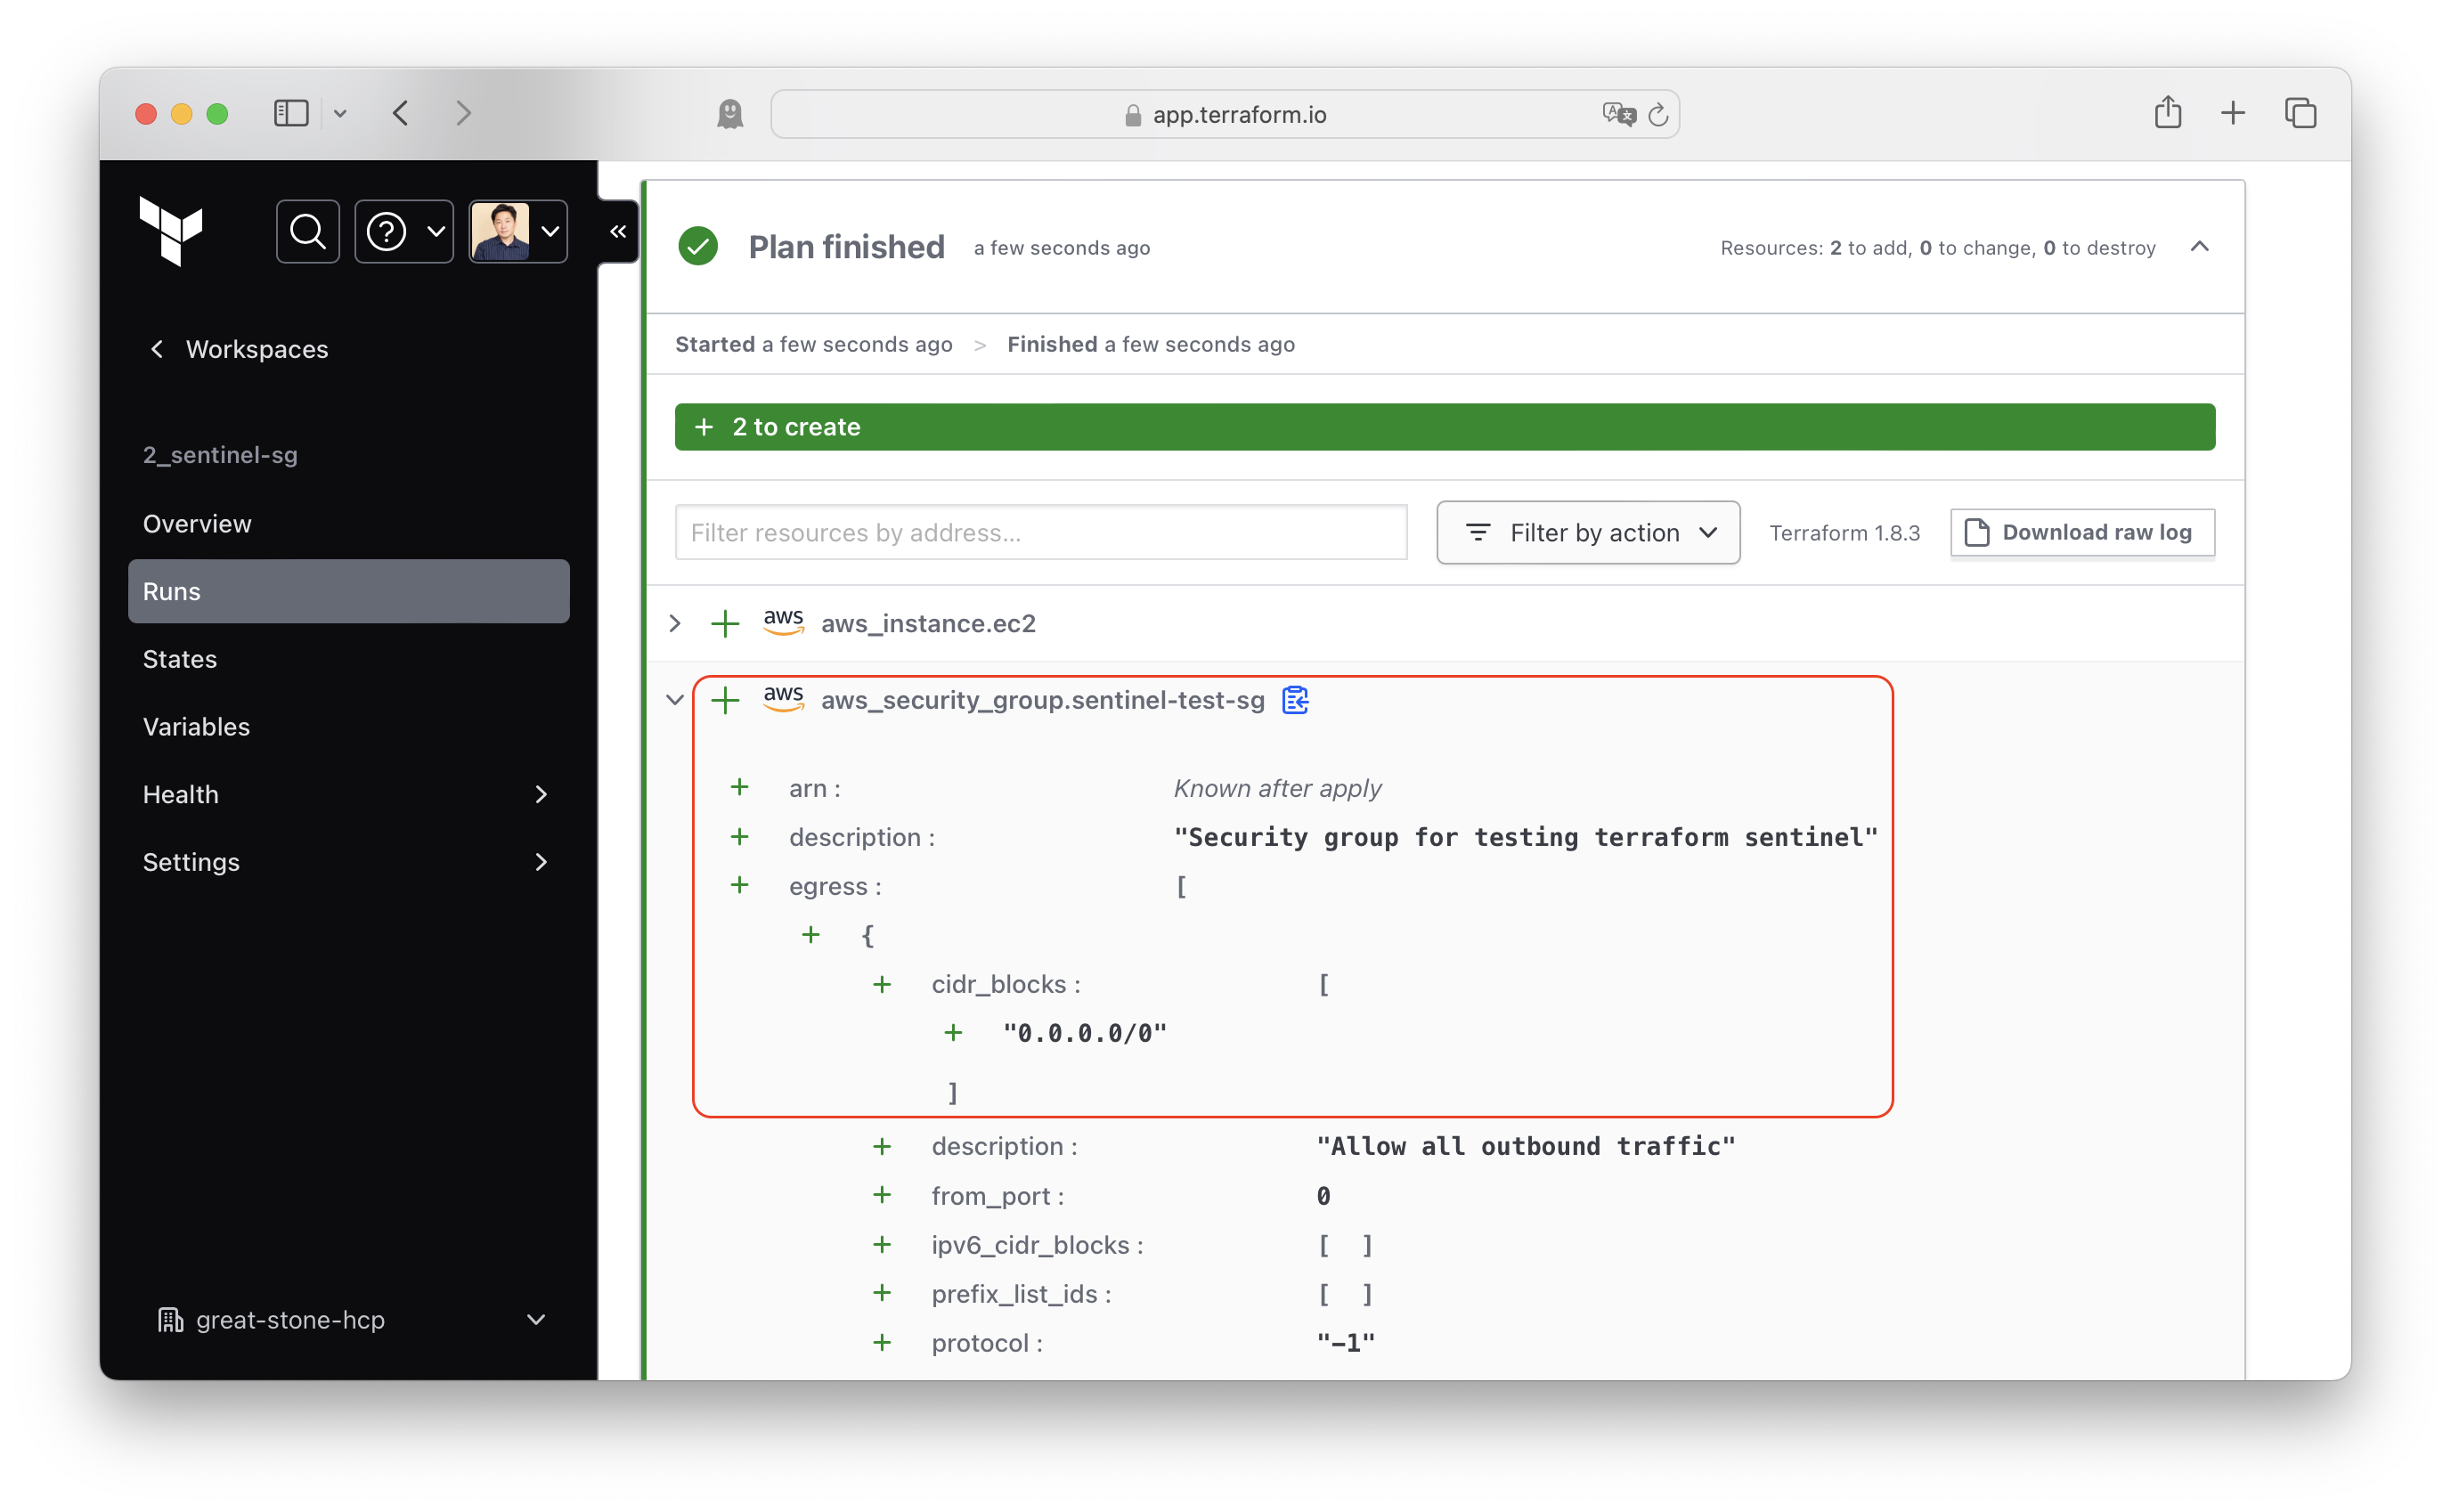 app.terraform.io
Plan finished a few seconds ago Resources: 2 to add, 0 to change, 0 to destroy
Workspaces
Started a few seconds ago > Finished a few seconds ago
+ 2 to create
2_sentinel-sg
Overview
Filter resources by address... Filter by action Terraform 1.8.3 Download raw log
Runs
+ aws aws_instance.ec2
States
+ aws aws_security_group.sentinel-test-sg
Variables
+ arn : Known after apply
Health
+ description : "Security group for testing terraform sentinel"
Settings
+ egress : [
+ {
+ cidr_blocks : [
+ "0.0.0.0/0"
]
+ description : "Allow all outbound traffic"
+ from_port : 0
+ ipv6_cidr_blocks : [ ]
+ prefix_list_ids : [ ]
great-stone-hcp
+ protocol : "-1"